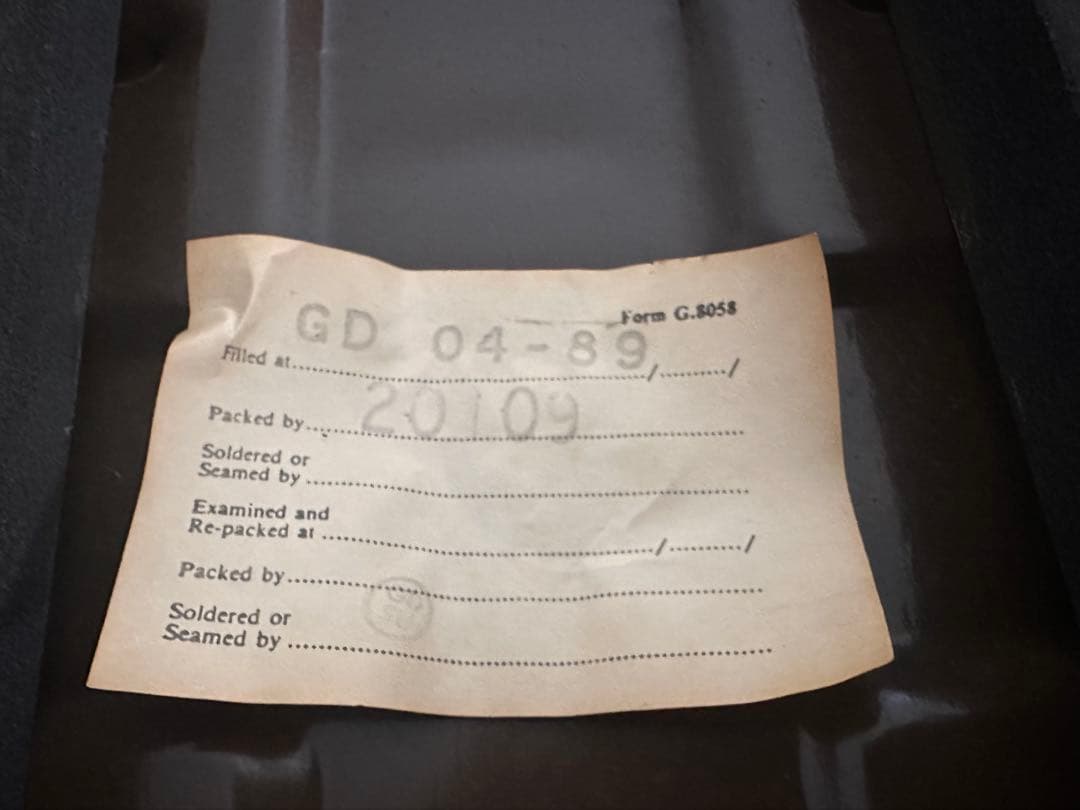 Form G.8058
GD 04-89
Filled at............/........./
20109
Packed by............
Soldered or
Seamed by............
Examined and
Re-packed at............/........./
Packed by............
Soldered or
Seamed by............